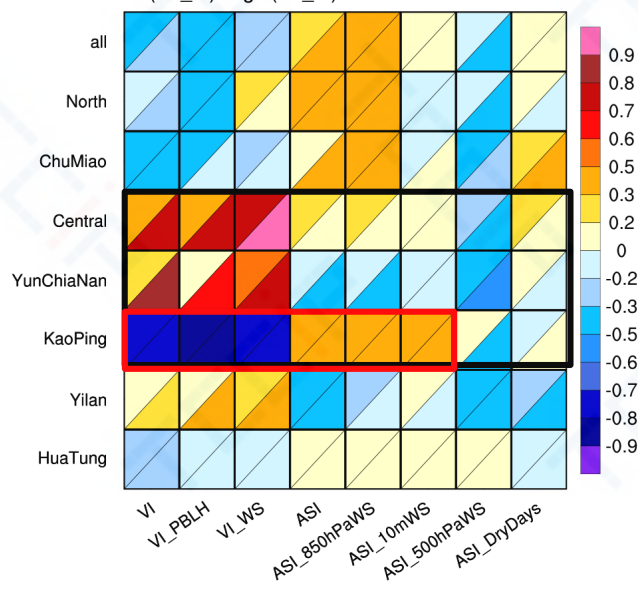 all
North
ChuMiao
Central
YunChiaNan
KaoPing
Yilan
HuaTung
VI
VI_PBLH
VI_WS
ASI
ASI_850hPaWS
ASI_10mWS
ASI_500hPaWS
ASI_DryDays
0.9
0.8
0.7
0.6
0.5
0.3
0.2
0
-0.2
-0.3
-0.5
-0.6
-0.7
-0.8
-0.9